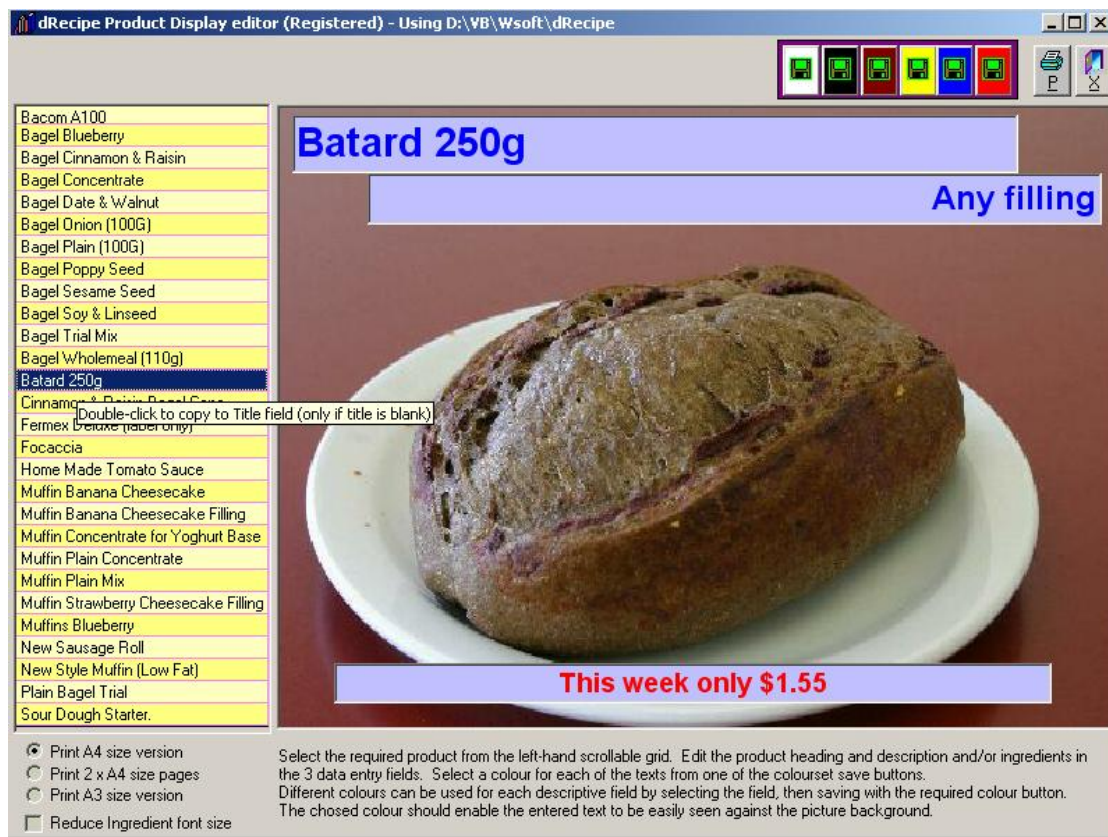 dRecipe Product Display editor (Registered) - Using D:\VB\Wsoft\dRecipe
P X
Bacom A100
Bagel Blueberry
Bagel Cinnamon & Raisin
Bagel Concentrate
Bagel Date & Walnut
Bagel Onion (100G)
Bagel Plain (100G)
Bagel Poppy Seed
Bagel Sesame Seed
Bagel Soy & Linseed
Bagel Trial Mix
Bagel Wholemeal (110g)
Batard 250g
Cinnamon & Raisin Bagel
Double-click to copy to Title field (only if title is blank)
Fermex Deluxe (label only)
Focaccia
Home Made Tomato Sauce
Muffin Banana Cheesecake
Muffin Banana Cheesecake Filling
Muffin Concentrate for Yoghurt Base
Muffin Plain Concentrate
Muffin Plain Mix
Muffin Strawberry Cheesecake Filling
Muffins Blueberry
New Sausage Roll
New Style Muffin (Low Fat)
Plain Bagel Trial
Sour Dough Starter.
Batard 250g
Any filling
This week only $1.55
Print A4 size version
Print 2 x A4 size pages
Print A3 size version
Reduce Ingredient font size
Select the required product from the left-hand scrollable grid. Edit the product heading and description and/or ingredients in
the 3 data entry fields. Select a colour for each of the texts from one of the colourset save buttons.
Different colours can be used for each descriptive field by selecting the field, then saving with the required colour button.
The chosed colour should enable the entered text to be easily seen against the picture background.